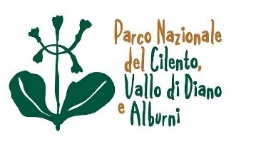 Parco Nazionale
del Cilento,
Vallo di Diano
e Alburni